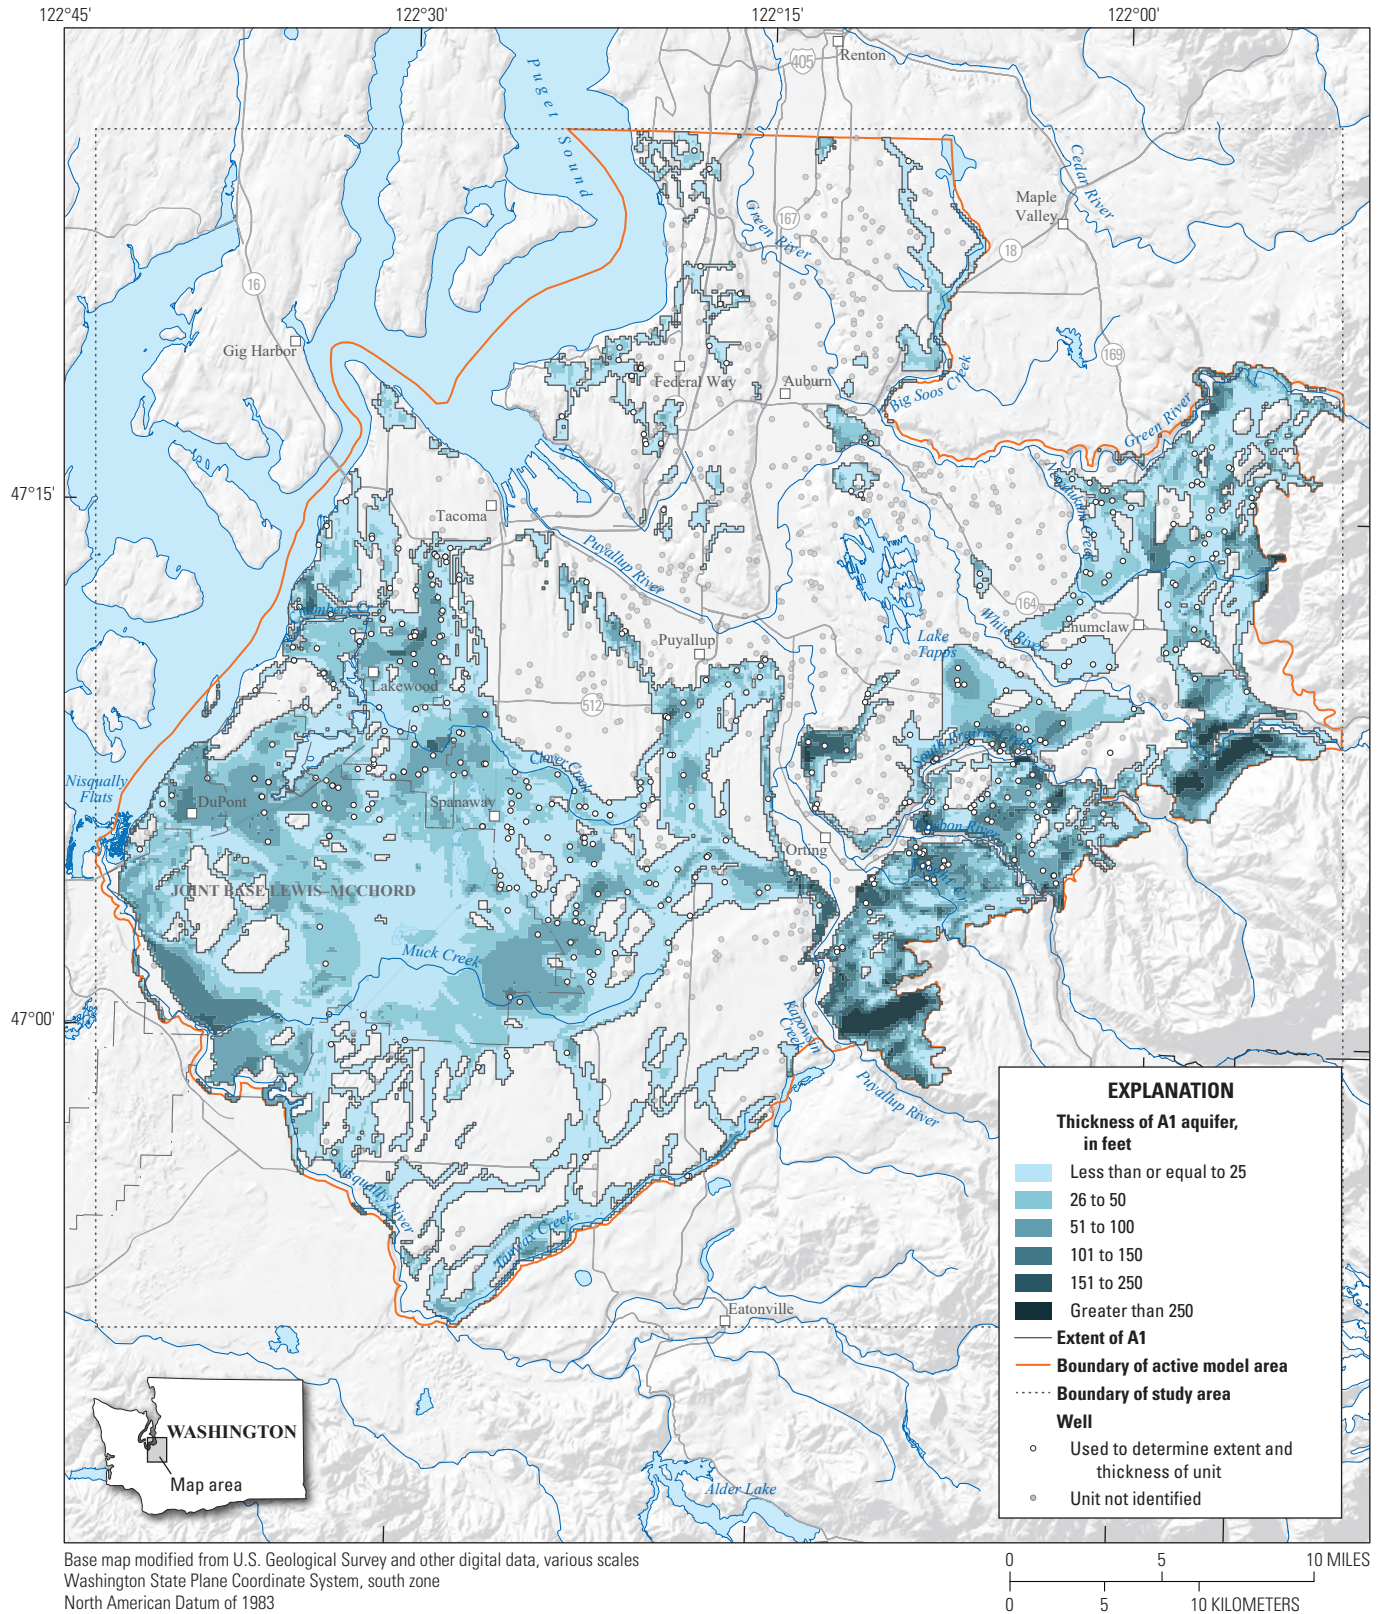 122°45'
122°30'
122°15'
122°00'
Renton
405
Puget Sound
Cedar River
Maple
Valley
167
Green River
18
16
Gig Harbor
169
Federal Way
Auburn
Big Soos Creek
Green River
47°15'
Tacoma
Puyallup River
164
White River
Enumclaw
Puyallup
Lake
Tapps
Lakewood
512
South Prairie Creek
Clover Creek
Nisqually
Flats
DuPont
Spanaway
Orting
JOINT BASE LEWIS–MCCHORD
Muck Creek
47°00'
Kapowsin
Creek
Puyallup River
Nisqually River
Tanwax Creek
Eatonville
Alder Lake
EXPLANATION
Thickness of A1 aquifer,
in feet
Less than or equal to 25
26 to 50
51 to 100
101 to 150
151 to 250
Greater than 250
Extent of A1
Boundary of active model area
Boundary of study area
Well
Used to determine extent and
thickness of unit
Unit not identified
WASHINGTON
Map area
Base map modified from U.S. Geological Survey and other digital data, various scales
Washington State Plane Coordinate System, south zone
North American Datum of 1983
0 5 10 MILES
0 5 10 KILOMETERS